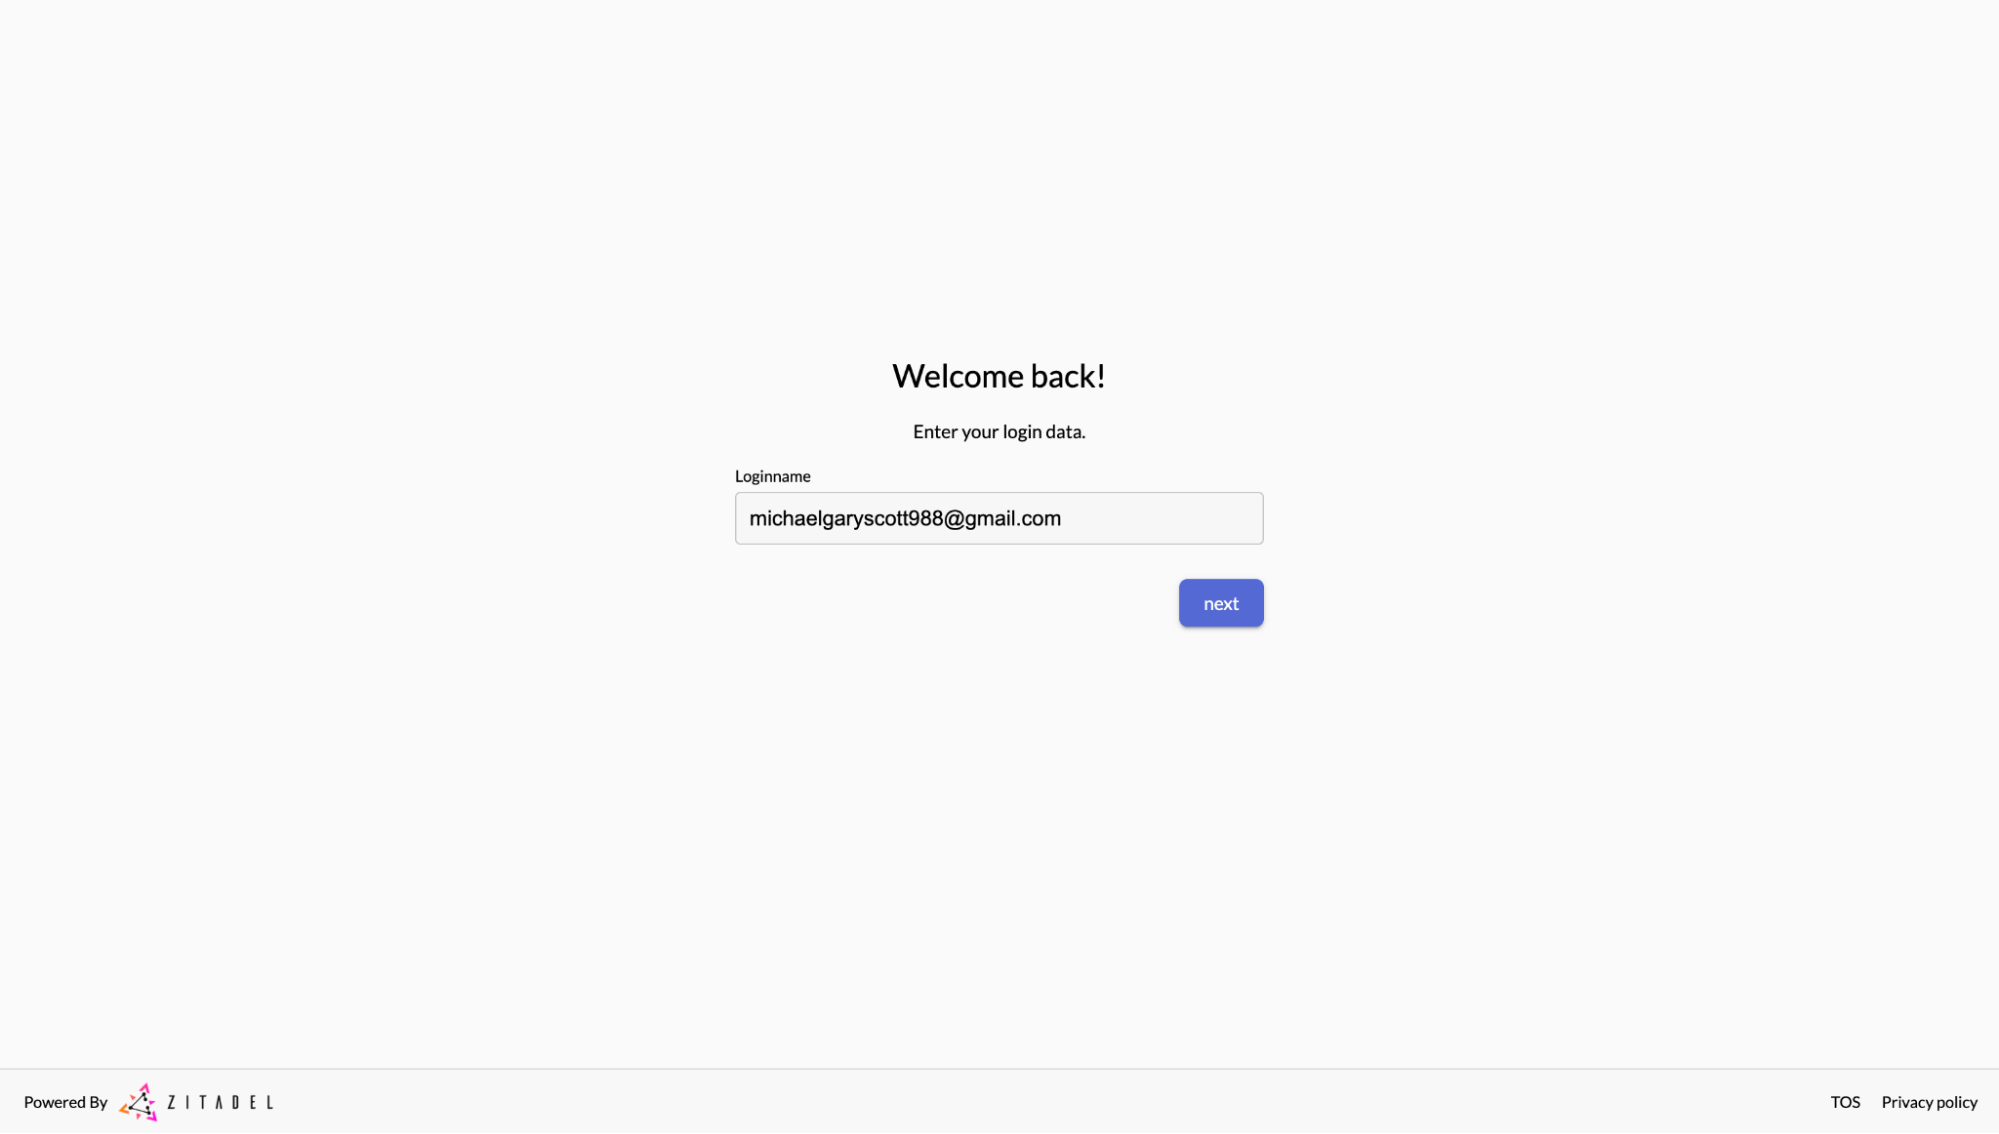 Welcome back!
Enter your login data.
Loginname
michaelgaryscott988@gmail.com
next
Powered By ZITADEL TOS Privacy policy